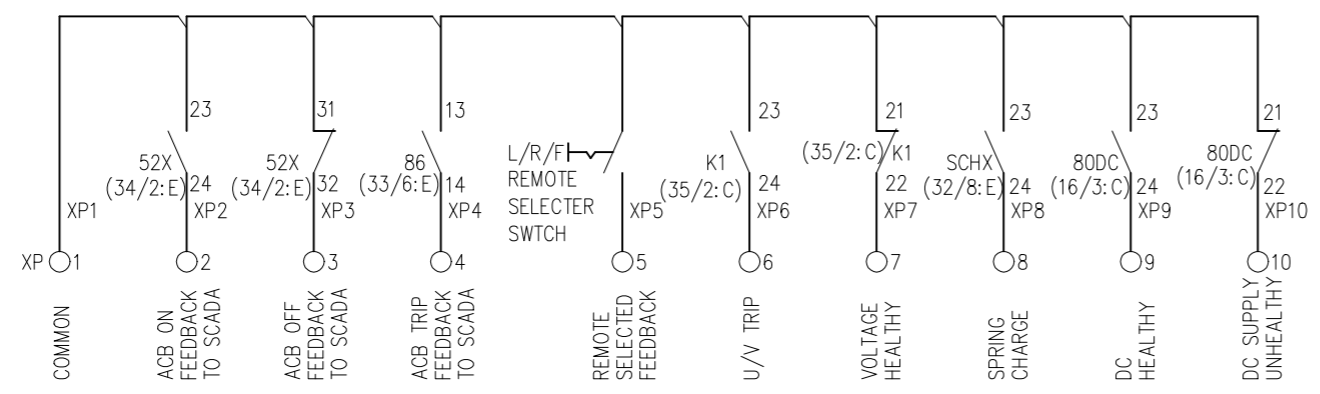 23
31
13
23
21
23
23
21
52X
(34/2:E)
24
XP2
52X
(34/2:E)
32
XP3
86
(33/6:E)
14
XP4
L/R/F
REMOTE
SELECTER
SWTCH
XP5
K1
(35/2:C)
24
XP6
(35/2:C)
K1
22
XP7
SCHX
(32/8:E)
24
XP8
80DC
(16/3:C)
24
XP9
80DC
(16/3:C)
22
XP10
XP1
XP 1
2
3
4
5
6
7
8
9
10
COMMON
ACB ON
FEEDBACK
TO SCADA
ACB OFF
FEEDBACK
TO SCADA
ACB TRIP
FEEDBACK
TO SCADA
REMOTE
SELECTED
FEEDBACK
U/V TRIP
VOLTAGE
HEALTHY
SPRING
CHARGE
DC
HEALTHY
DC SUPPLY
UNHEALTHY